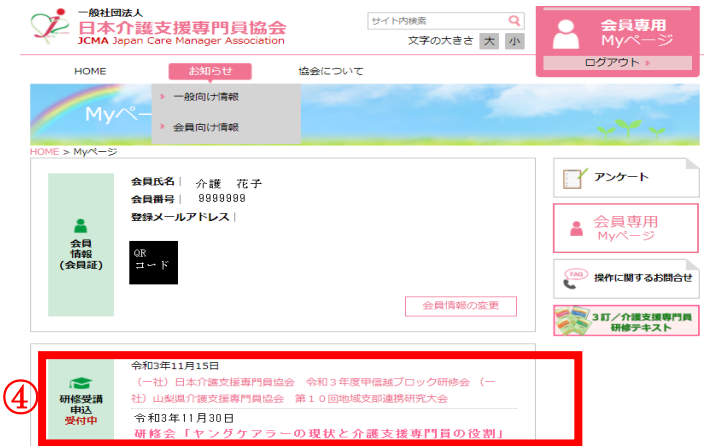 一般社団法人
日本介護支援専門員協会
JCMA Japan Care Manager Association
サイト内検索
文字の大きさ 大 小
会員専用
Myページ
ログアウト
HOME お知らせ 協会について
一般向け情報
会員向け情報
Myペー
HOME > Myページ
会員
情報
(会員証)
会員氏名| 介護 花子
会員番号| 9999999
登録メールアドレス|
QR
コード
会員情報の変更
アンケート
会員専用
Myページ
FAQ 操作に関するお問合せ
3訂/介護支援専門員
研修テキスト
④
研修受講
申込
受付中
令和3年11月15日
(一社)日本介護支援専門員協会 令和3年度甲信越ブロック研修会 (一
社)山梨県介護支援専門員協会 第10回地域支部連携研究大会
令和3年11月30日
研修会「ヤングケアラーの現状と介護支援専門員の役割」